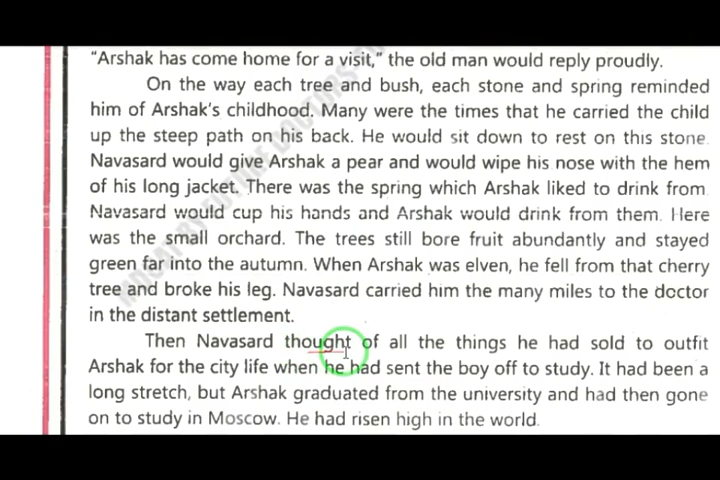 "Arshak has come home for a visit," the old man would reply proudly.
On the way each tree and bush, each stone and spring reminded
him of Arshak's childhood. Many were the times that he carried the child
up the steep path on his back. He would sit down to rest on this stone.
Navasard would give Arshak a pear and would wipe his nose with the hem
of his long jacket. There was the spring which Arshak liked to drink from.
Navasard would cup his hands and Arshak would drink from them. Here
was the small orchard. The trees still bore fruit abundantly and stayed
green far into the autumn. When Arshak was elven, he fell from that cherry
tree and broke his leg. Navasard carried him the many miles to the doctor
in the distant settlement.
Then Navasard thought of all the things he had sold to outfit
Arshak for the city life when he had sent the boy off to study. It had been a
long stretch, but Arshak graduated from the university and had then gone
on to study in Moscow. He had risen high in the world.